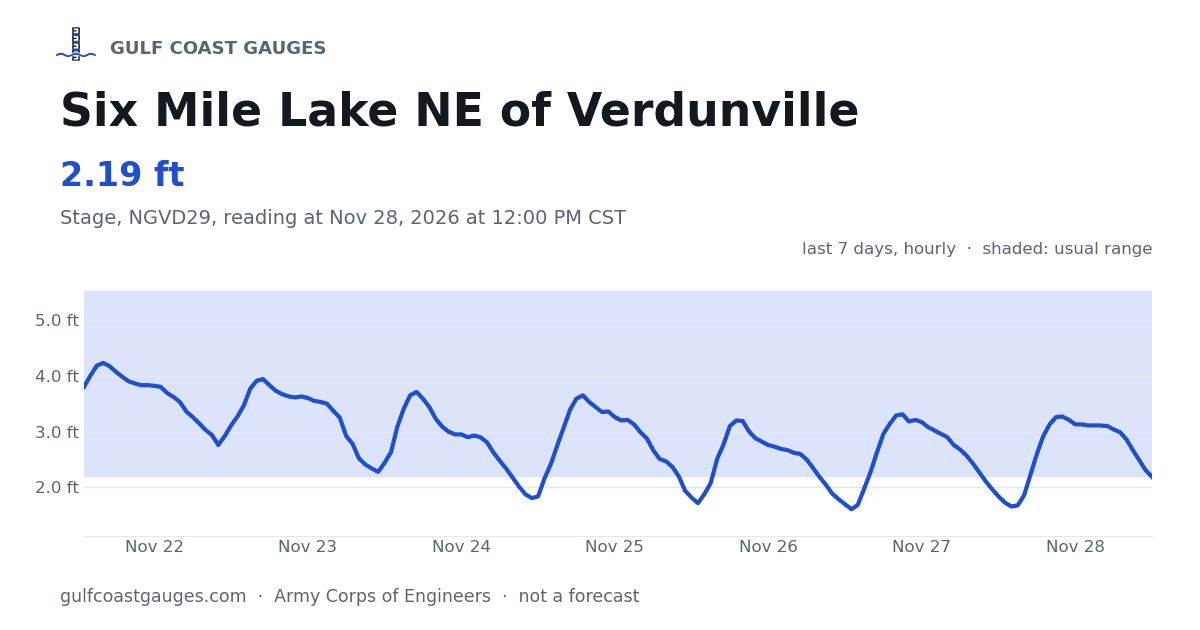 GULF COAST GAUGES
Six Mile Lake NE of Verdunville
2.19 ft
Stage, NGVD29, reading at Nov 28, 2026 at 12:00 PM CST
last 7 days, hourly · shaded: usual range
5.0 ft
4.0 ft
3.0 ft
2.0 ft
Nov 22 Nov 23 Nov 24 Nov 25 Nov 26 Nov 27 Nov 28
gulfcoastgauges.com · Army Corps of Engineers · not a forecast